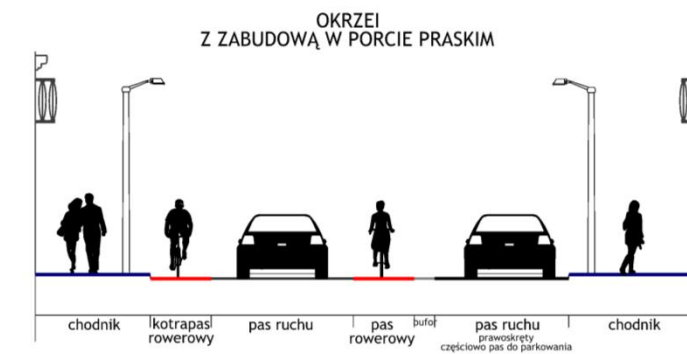 OKRZEI
Z ZABUDOWĄ W PORCIE PRASKIM
chodnik
kotrapas
rowerowy
pas ruchu
pas
rowerowy
bufor
pas ruchu
prawoskręty
częściowo pas do parkowania
chodnik